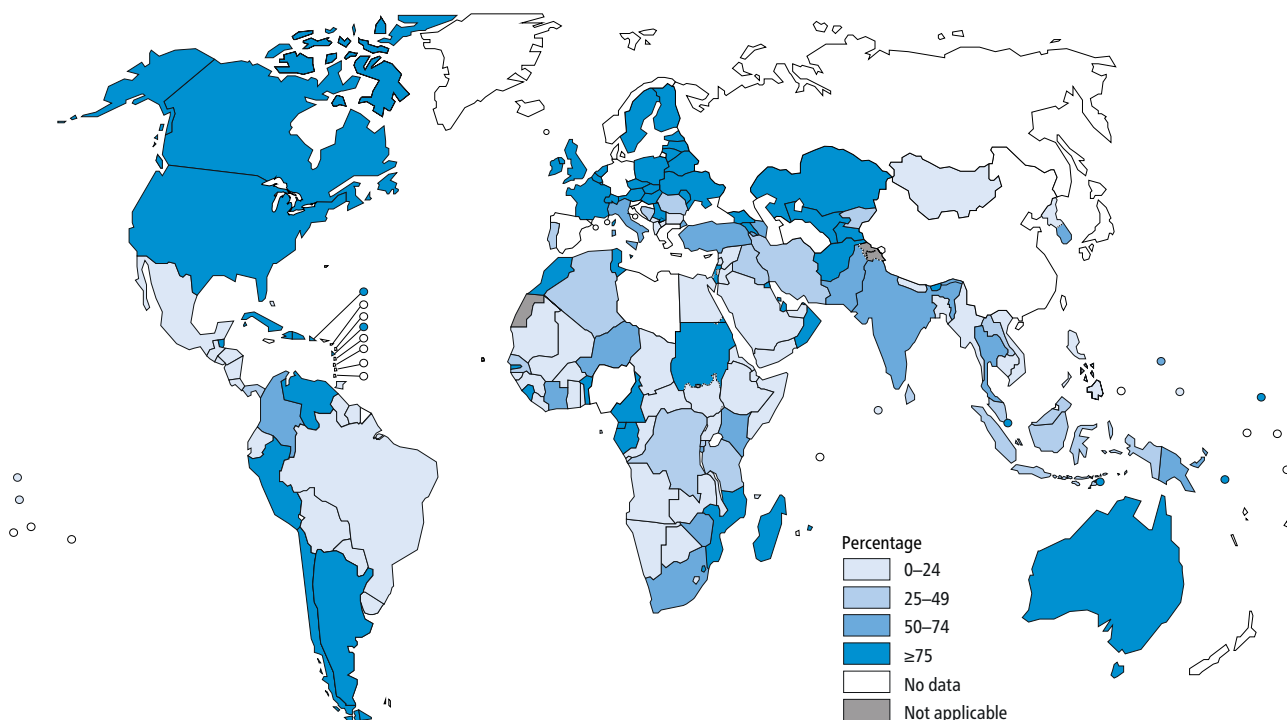 Percentage
0–24
25–49
50–74
≥75
No data
Not applicable